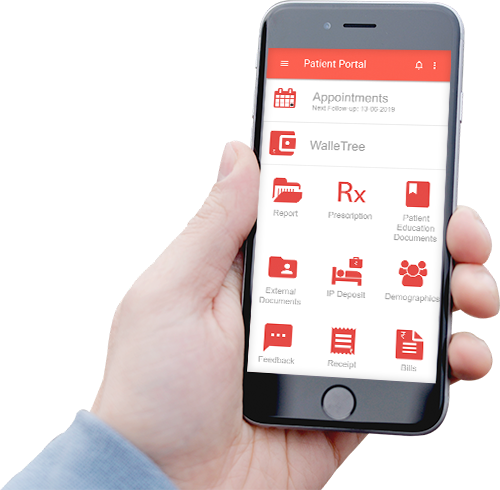 Patient Portal
Appointments
Next Follow-up: 13-06-2019
WalleTree
Report
Rx
Prescription
Patient
Education
Documents
External
Documents
IP Deposit
Demographics
Feedback
Receipt
Bills